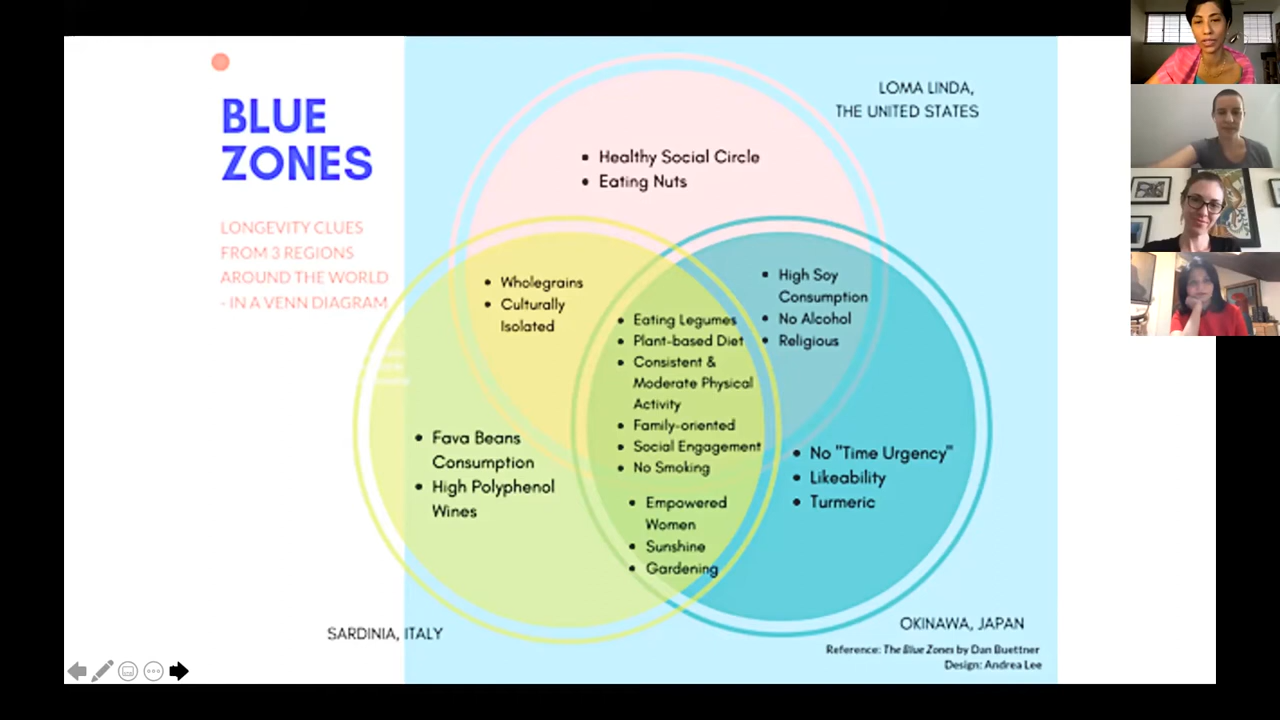 BLUE
ZONES
LONGEVITY CLUES
FROM 3 REGIONS
AROUND THE WORLD
- IN A VENN DIAGRAM
LOMA LINDA,
THE UNITED STATES
• Healthy Social Circle
• Eating Nuts
• Wholegrains
• Culturally
Isolated
• High Soy
Consumption
• No Alcohol
• Religious
• Eating Legumes
• Plant-based Diet
• Consistent &
Moderate Physical
Activity
• Family-oriented
• Social Engagement
• No Smoking
• Empowered
Women
• Sunshine
• Gardening
• Fava Beans
Consumption
• High Polyphenol
Wines
• No "Time Urgency"
• Likeability
• Turmeric
SARDINIA, ITALY
OKINAWA, JAPAN
Reference: The Blue Zones by Dan Buettner
Design: Andrea Lee